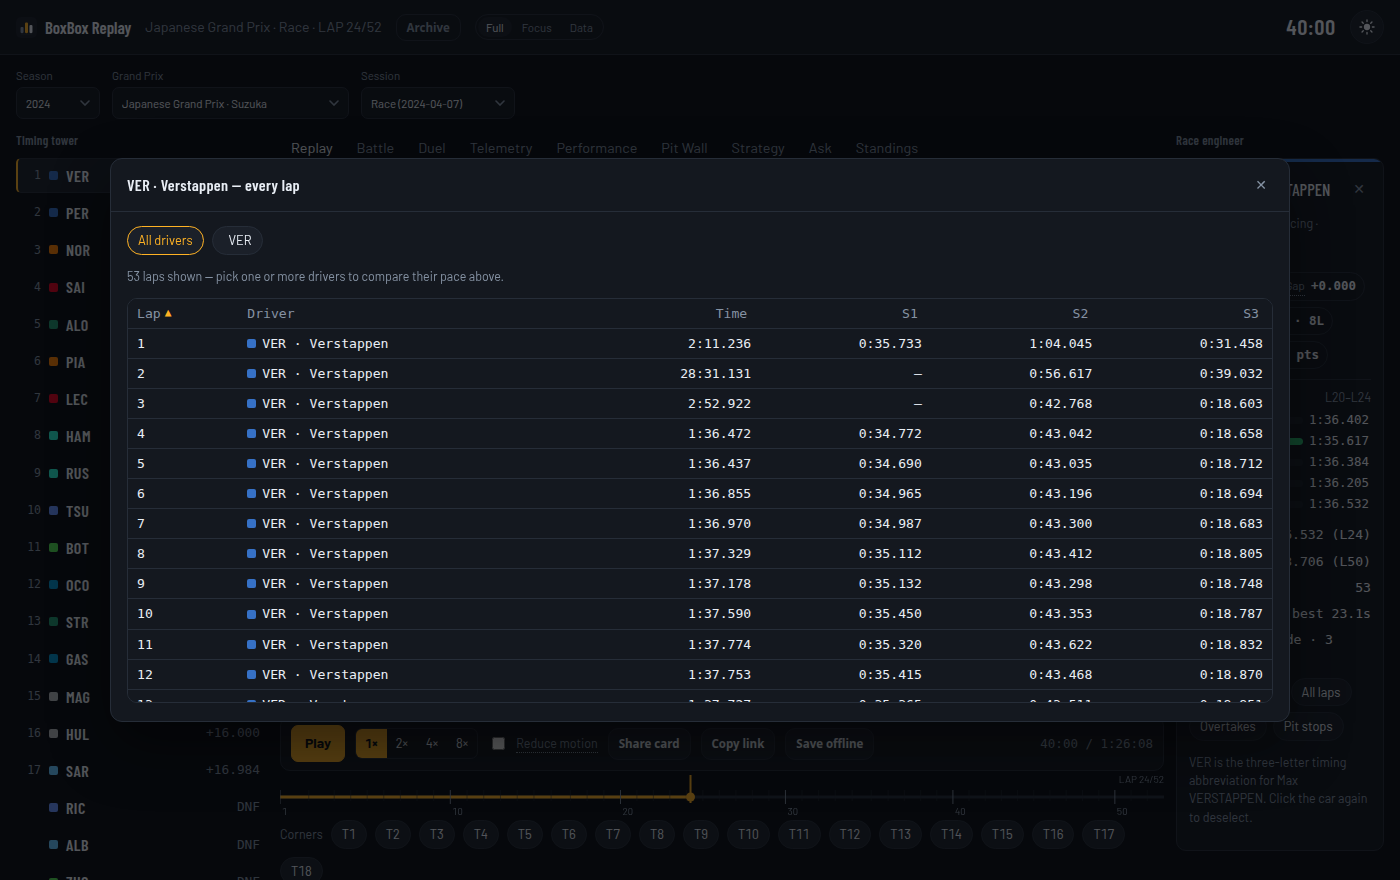 BoxBox Replay Japanese Grand Prix · Race · LAP 24/52 Archive Full Focus Data 40:00
Season Grand Prix Session
2024 Japanese Grand Prix · Suzuka Race (2024-04-07)
Timing tower Race engineer
Replay Battle Duel Telemetry Performance Pit Wall Strategy Ask Standings
1 VER
2 PER
3 NOR
4 SAI
5 ALO
6 PIA
7 LEC
8 HAM
9 RUS
10 TSU
11 BOT
12 OCO
13 STR
14 GAS
15 MAG
16 HUL +16.000
17 SAR +16.984
RIC DNF
ALB DNF
VER · Verstappen — every lap ×
All drivers VER
53 laps shown — pick one or more drivers to compare their pace above.
Lap ▲ Driver Time S1 S2 S3
1 VER · Verstappen 2:11.236 0:35.733 1:04.045 0:31.458
2 VER · Verstappen 28:31.131 — 0:56.617 0:39.032
3 VER · Verstappen 2:52.922 — 0:42.768 0:18.603
4 VER · Verstappen 1:36.472 0:34.772 0:43.042 0:18.658
5 VER · Verstappen 1:36.437 0:34.690 0:43.035 0:18.712
6 VER · Verstappen 1:36.855 0:34.965 0:43.196 0:18.694
7 VER · Verstappen 1:36.970 0:34.987 0:43.300 0:18.683
8 VER · Verstappen 1:37.329 0:35.112 0:43.412 0:18.805
9 VER · Verstappen 1:37.178 0:35.132 0:43.298 0:18.748
10 VER · Verstappen 1:37.590 0:35.450 0:43.353 0:18.787
11 VER · Verstappen 1:37.774 0:35.320 0:43.622 0:18.832
12 VER · Verstappen 1:37.753 0:35.415 0:43.468 0:18.870
TAPPEN ×
cing ·
+0.000
· 8L
pts
L20–L24
1:36.402
1:35.617
1:36.384
1:36.205
1:36.532
.532 (L24)
.706 (L50)
53
best 23.1s
· 3
All laps
Overtakes Pit stops
VER is the three-letter timing
abbreviation for Max
VERSTAPPEN. Click the car again
to deselect.
Play 1× 2× 4× 8× Reduce motion Share card Copy link Save offline 40:00 / 1:26:08
LAP 24/52
1 10 20 30 40 50
Corners T1 T2 T3 T4 T5 T6 T7 T8 T9 T10 T11 T12 T13 T14 T15 T16 T17
T18